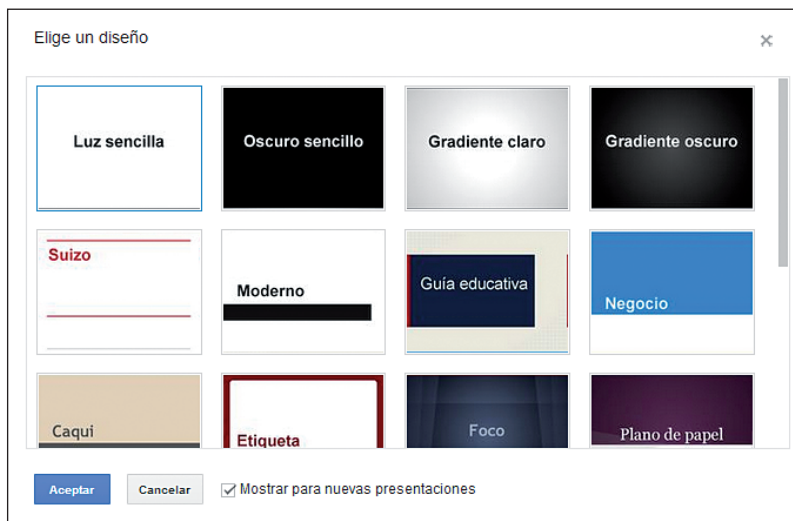 Elige un diseño
Luz sencilla
Oscuro sencillo
Gradiente claro
Gradiente oscuro
Suizo
Moderno
Guía educativa
Negocio
Caqui
Etiqueta
Foco
Plano de papel
Aceptar
Cancelar
Mostrar para nuevas presentaciones